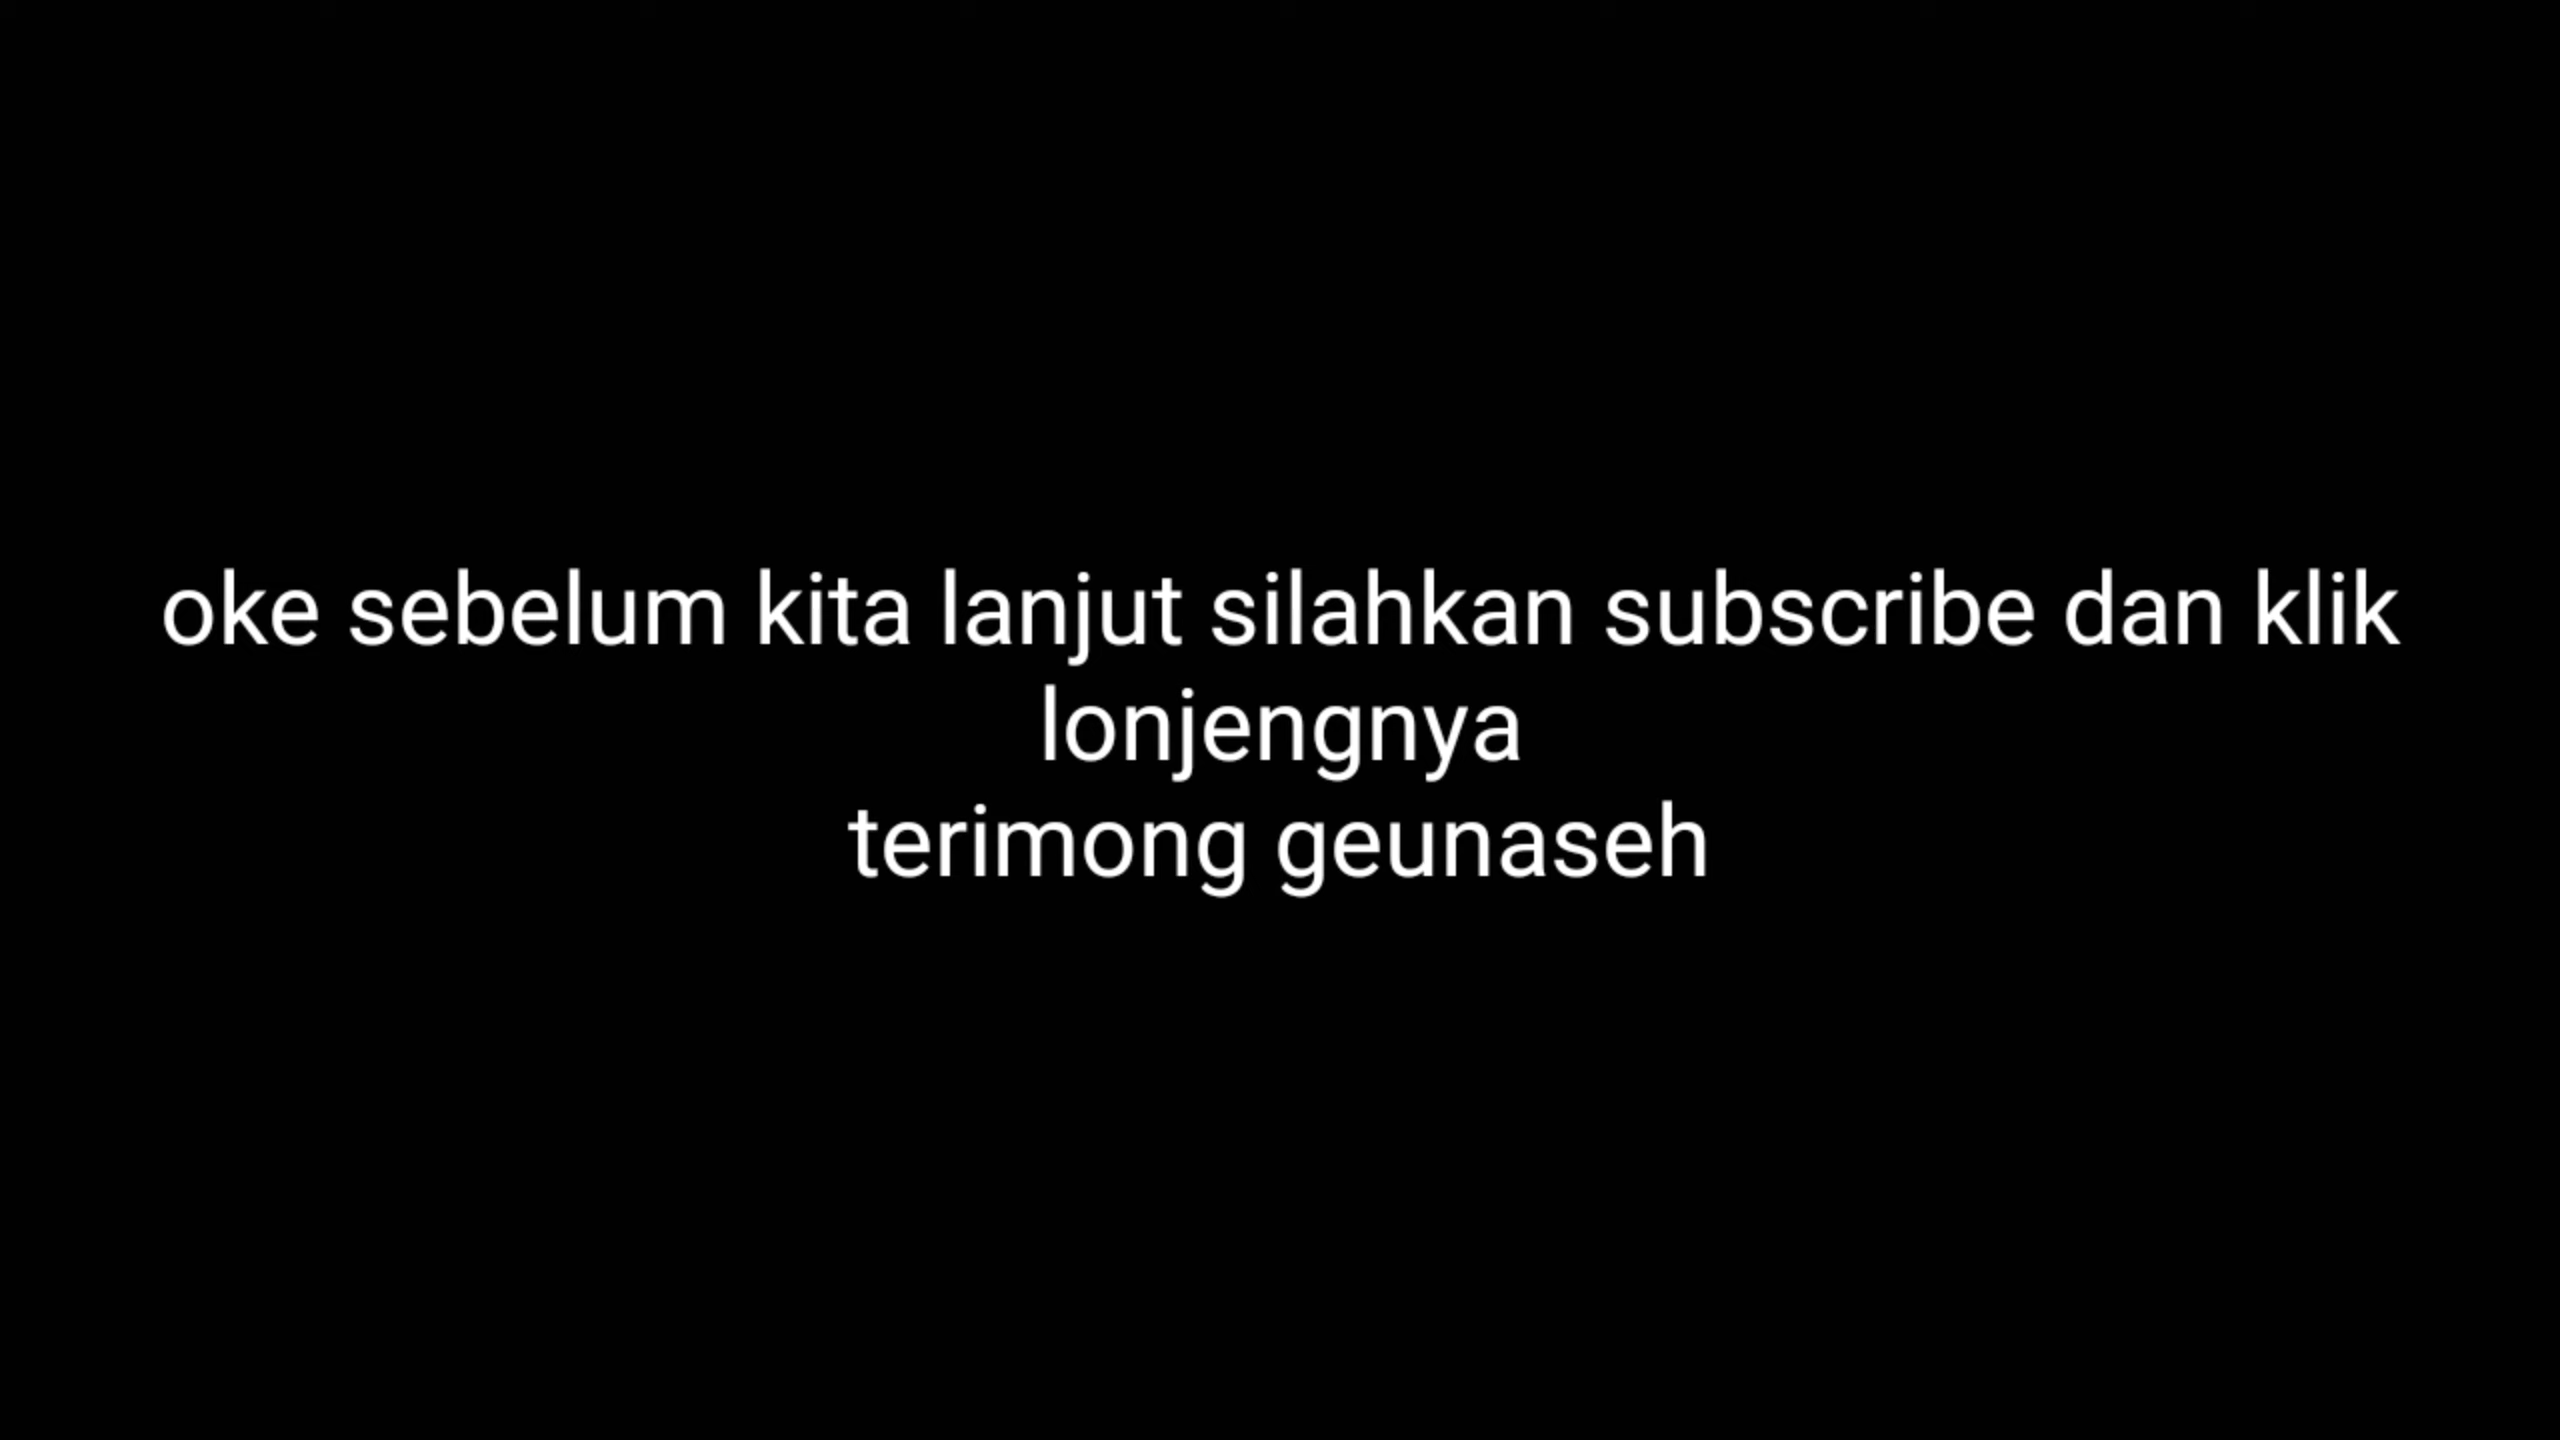 oke sebelum kita lanjut silahkan subscribe dan klik
lonjengnya
terimong geunaseh